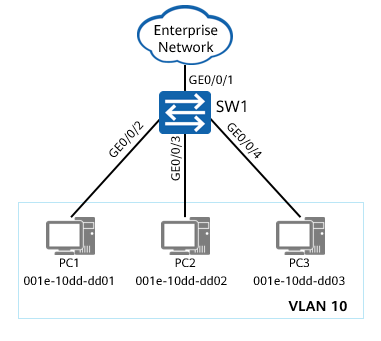 Enterprise
Network
GE0/0/1
SW1
GE0/0/2
GE0/0/3
GE0/0/4
PC1
PC2
PC3
001e-10dd-dd01
001e-10dd-dd02
001e-10dd-dd03
VLAN 10